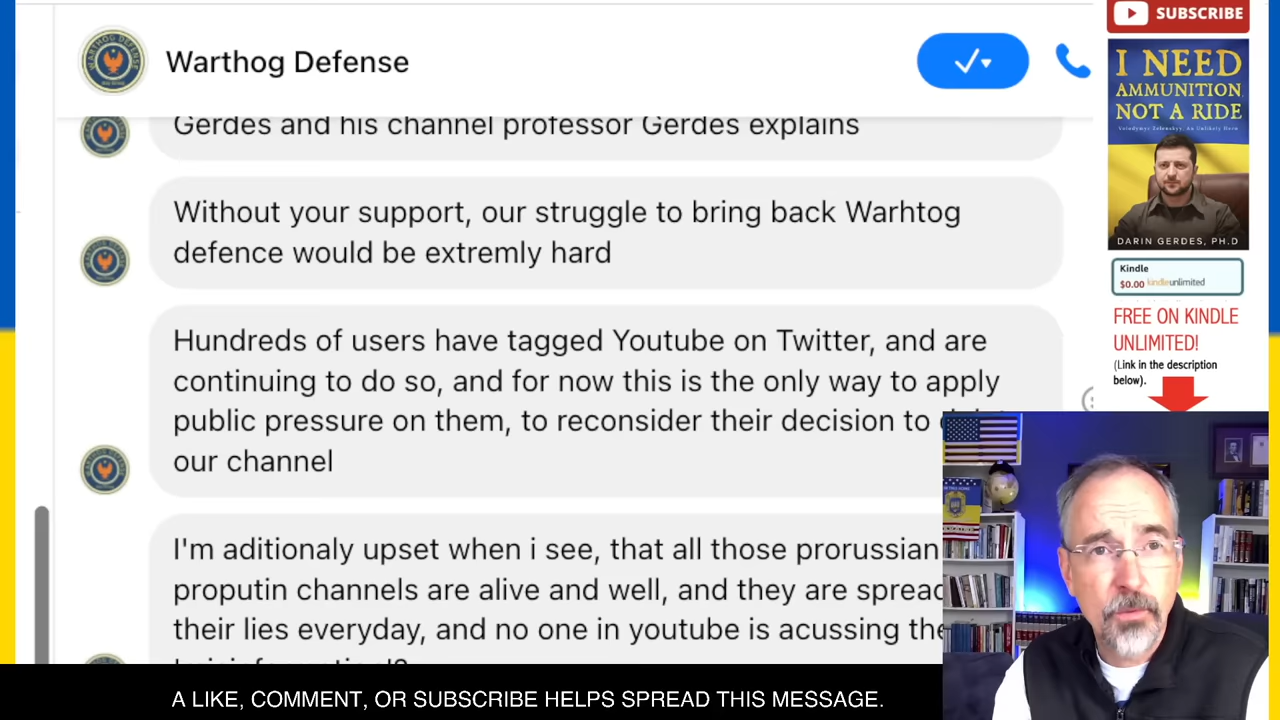 Warthog Defense
Gerdes and his channel professor Gerdes explains
Without your support, our struggle to bring back Warhtog
defence would be extremly hard
Hundreds of users have tagged Youtube on Twitter, and are
continuing to do so, and for now this is the only way to apply
public pressure on them, to reconsider their decision to
our channel
I'm aditionaly upset when i see, that all those prorussian
proputin channels are alive and well, and they are spread
their lies everyday, and no one in youtube is acussing the
SUBSCRIBE
I NEED
AMMUNITION
NOT A RIDE
Volodymyr Zelenskyy, An Unlikely Hero
DARIN GERDES, PH.D
Kindle
$0.00 kindleunlimited
FREE ON KINDLE
UNLIMITED!
(Link in the description
below).
A LIKE, COMMENT, OR SUBSCRIBE HELPS SPREAD THIS MESSAGE.